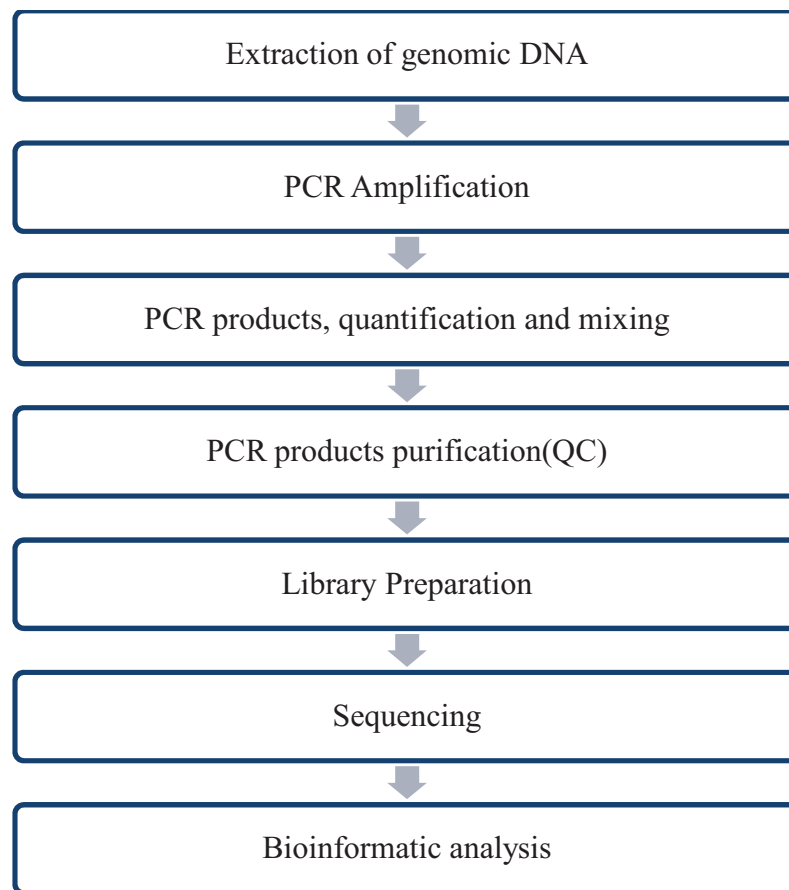 Extraction of genomic DNA
PCR Amplification
PCR products, quantification and mixing
PCR products purification(QC)
Library Preparation
Sequencing
Bioinformatic analysis